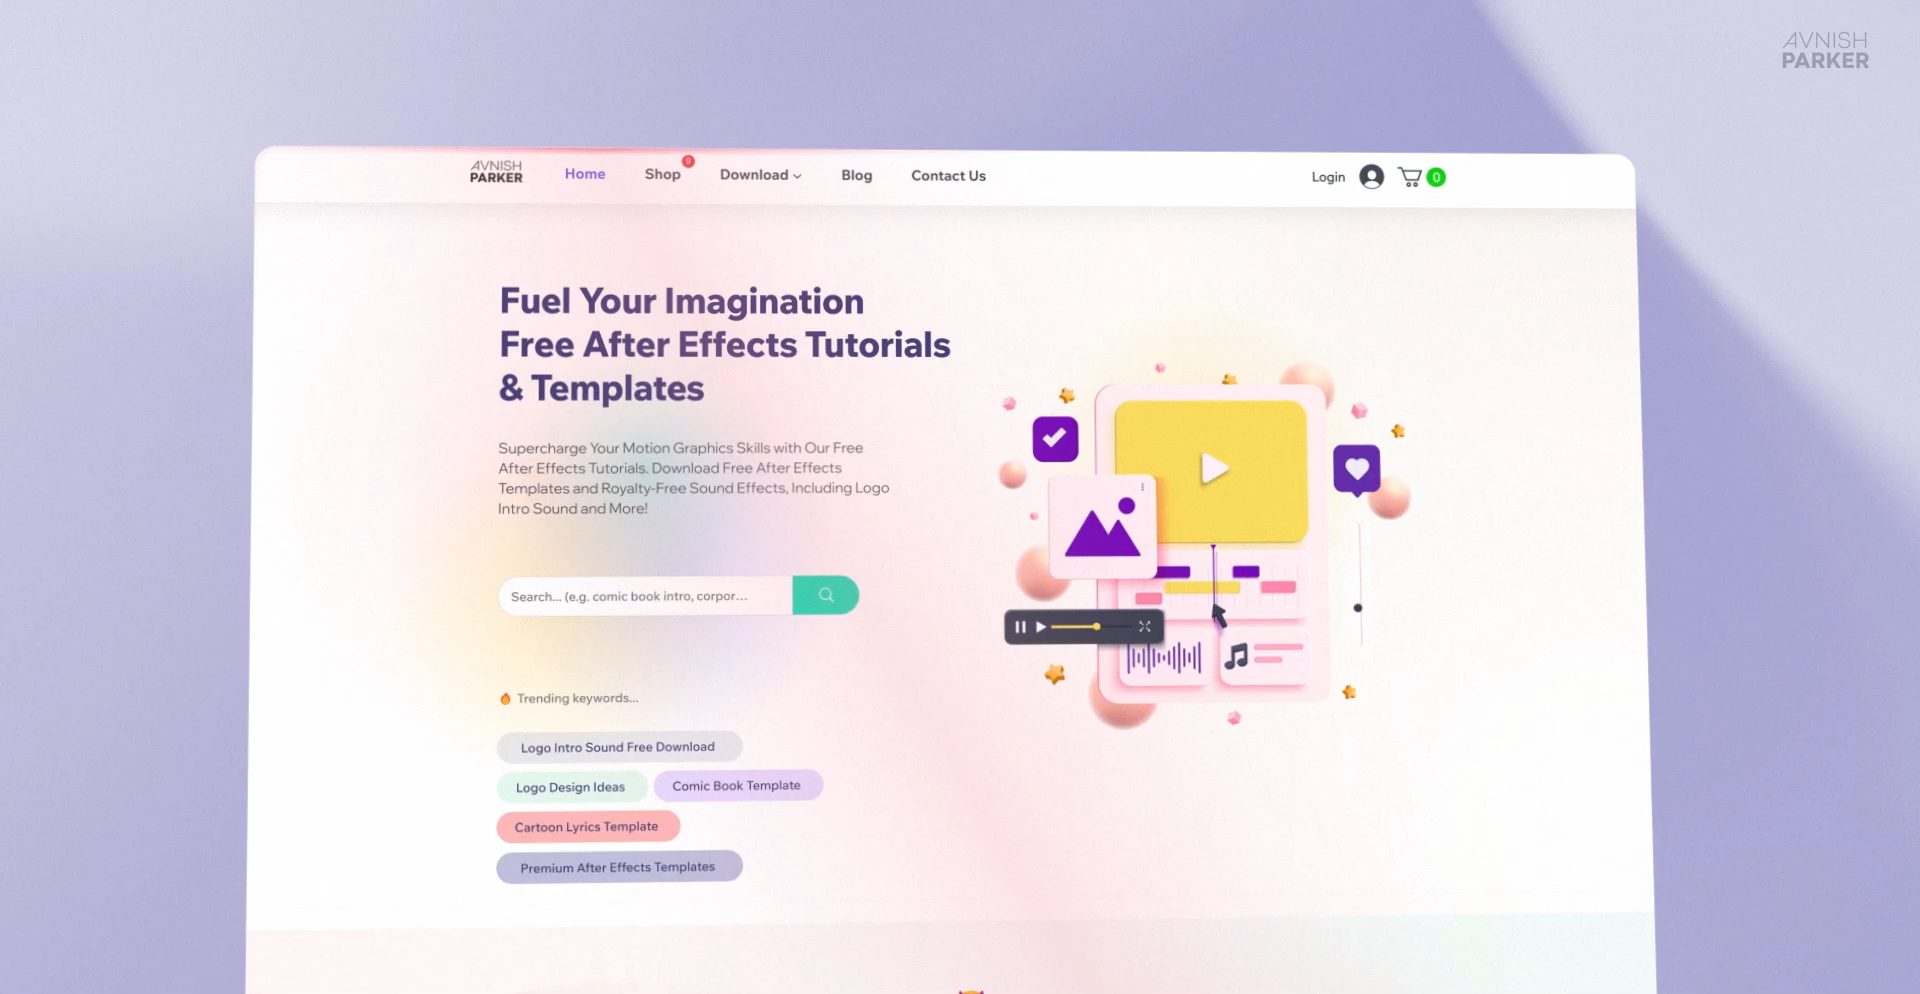 AVNISH
PARKER
AVNISH
PARKER
Home
Shop
9
Download
Blog
Contact Us
Login
0
Fuel Your Imagination
Free After Effects Tutorials
& Templates
Supercharge Your Motion Graphics Skills with Our Free
After Effects Tutorials. Download Free After Effects
Templates and Royalty-Free Sound Effects, Including Logo
Intro Sound and More!
Search... (e.g. comic book intro, corpor...
Trending keywords...
Logo Intro Sound Free Download
Logo Design Ideas
Comic Book Template
Cartoon Lyrics Template
Premium After Effects Templates